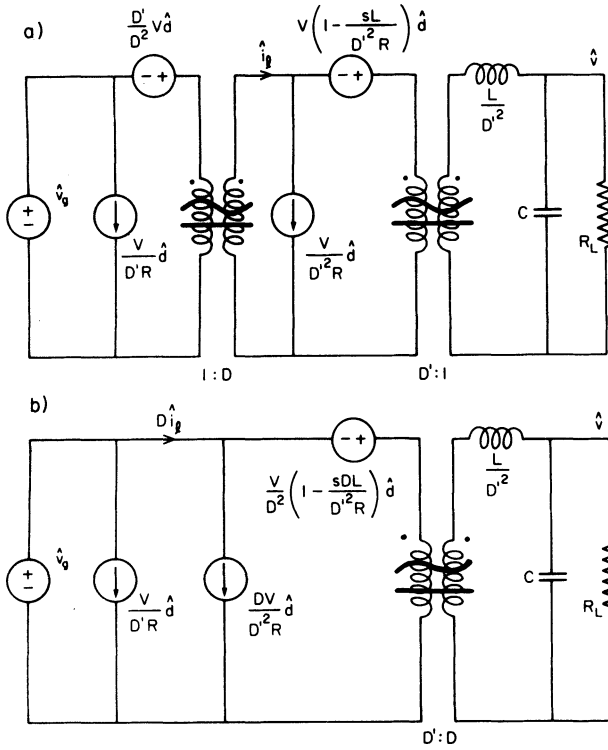 a)
D'/D² Vd̂
V(1 - sL/D'²R) d̂
î_ℓ
v̂
L/D'²
v̂_g
+
-
- +
- +
V/D'R d̂
V/D'²R d̂
C
R_L
1:D
D':1
b)
Dî_ℓ
v̂
- +
V/D² (1 - sDL/D'²R) d̂
L/D'²
v̂_g
+
-
V/D'R d̂
DV/D'²R d̂
C
R_L
D':D